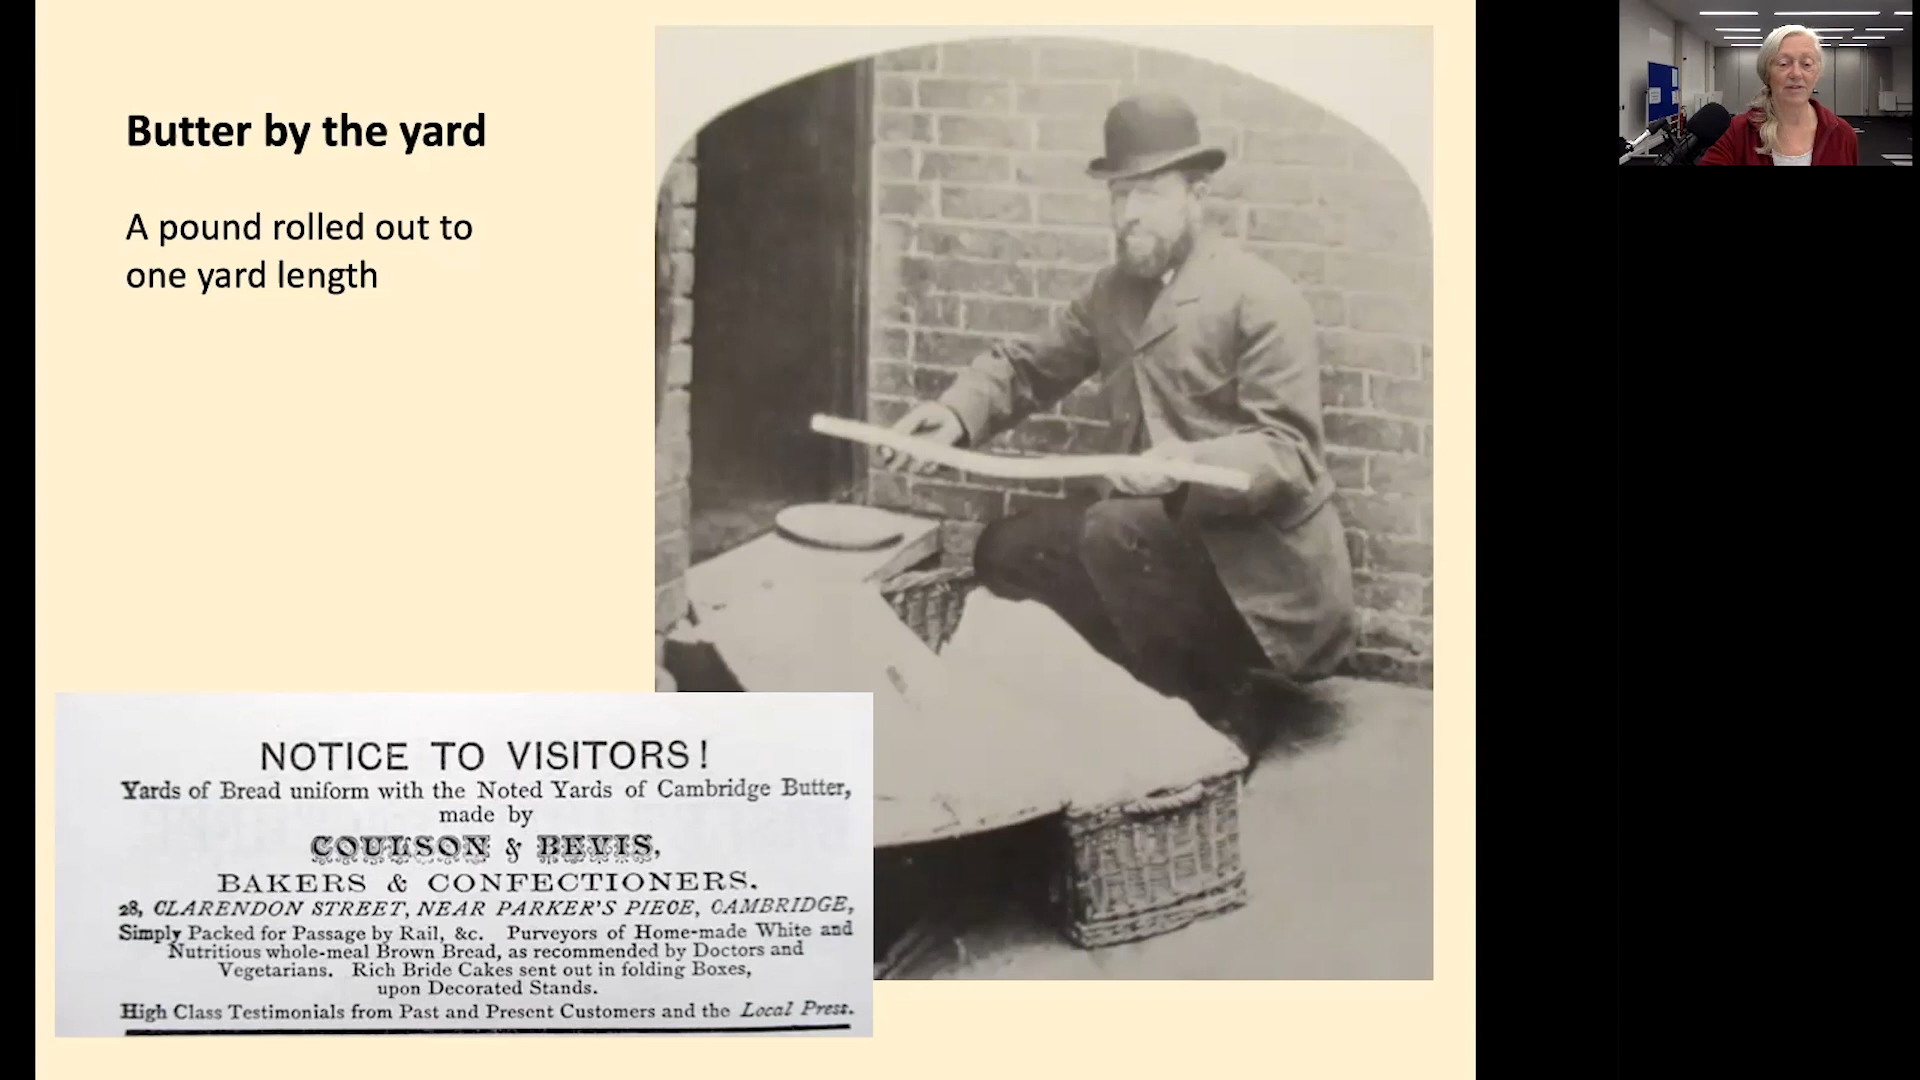 Butter by the yard
A pound rolled out to
one yard length
NOTICE TO VISITORS!
Yards of Bread uniform with the Noted Yards of Cambridge Butter,
made by
COULSON & BEVIS,
BAKERS & CONFECTIONERS.
28, CLARENDON STREET, NEAR PARKER'S PIECE, CAMBRIDGE,
Simply Packed for Passage by Rail, &c. Purveyors of Home-made White and
Nutritious whole-meal Brown Bread, as recommended by Doctors and
Vegetarians. Rich Bride Cakes sent out in folding Boxes,
upon Decorated Stands.
High Class Testimonials from Past and Present Customers and the Local Press.